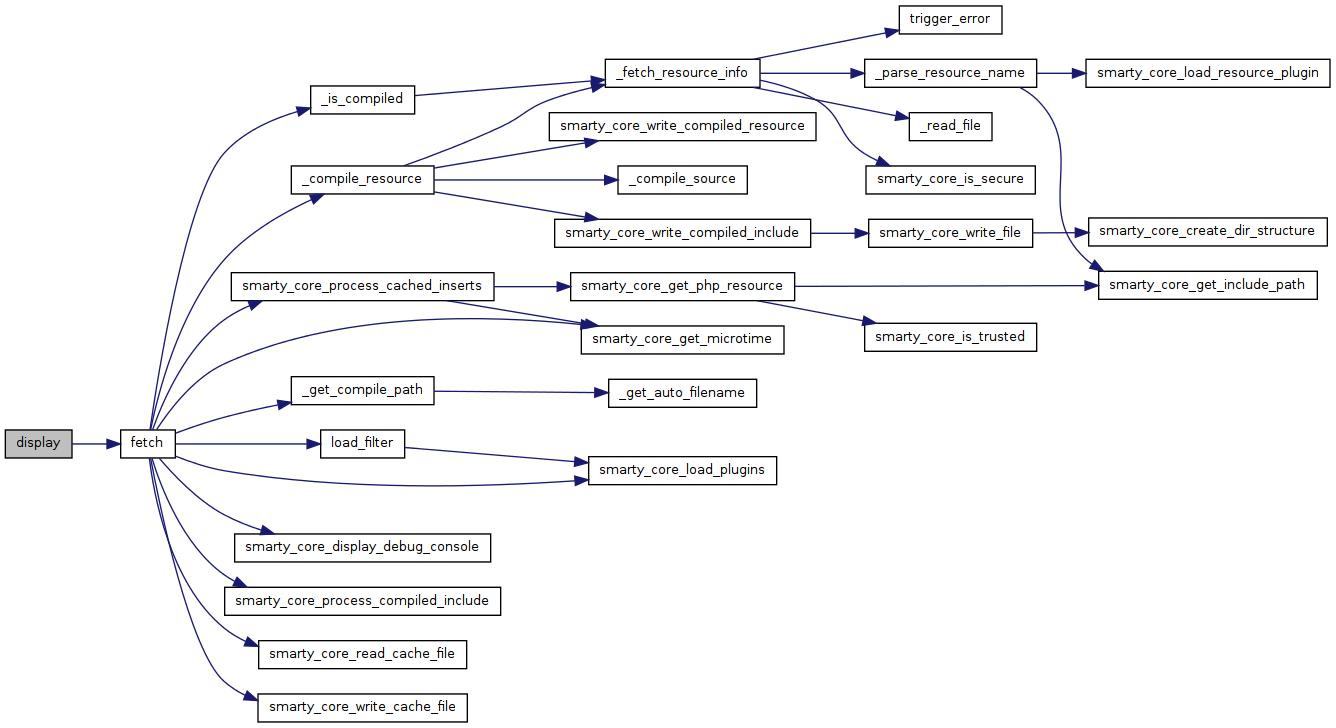 trigger_error
_fetch_resource_info
_parse_resource_name
smarty_core_load_resource_plugin
_is_compiled
smarty_core_write_compiled_resource
_read_file
_compile_resource
_compile_source
smarty_core_is_secure
smarty_core_write_compiled_include
smarty_core_write_file
smarty_core_create_dir_structure
smarty_core_process_cached_inserts
smarty_core_get_php_resource
smarty_core_get_include_path
smarty_core_get_microtime
smarty_core_is_trusted
_get_compile_path
_get_auto_filename
display
fetch
load_filter
smarty_core_load_plugins
smarty_core_display_debug_console
smarty_core_process_compiled_include
smarty_core_read_cache_file
smarty_core_write_cache_file